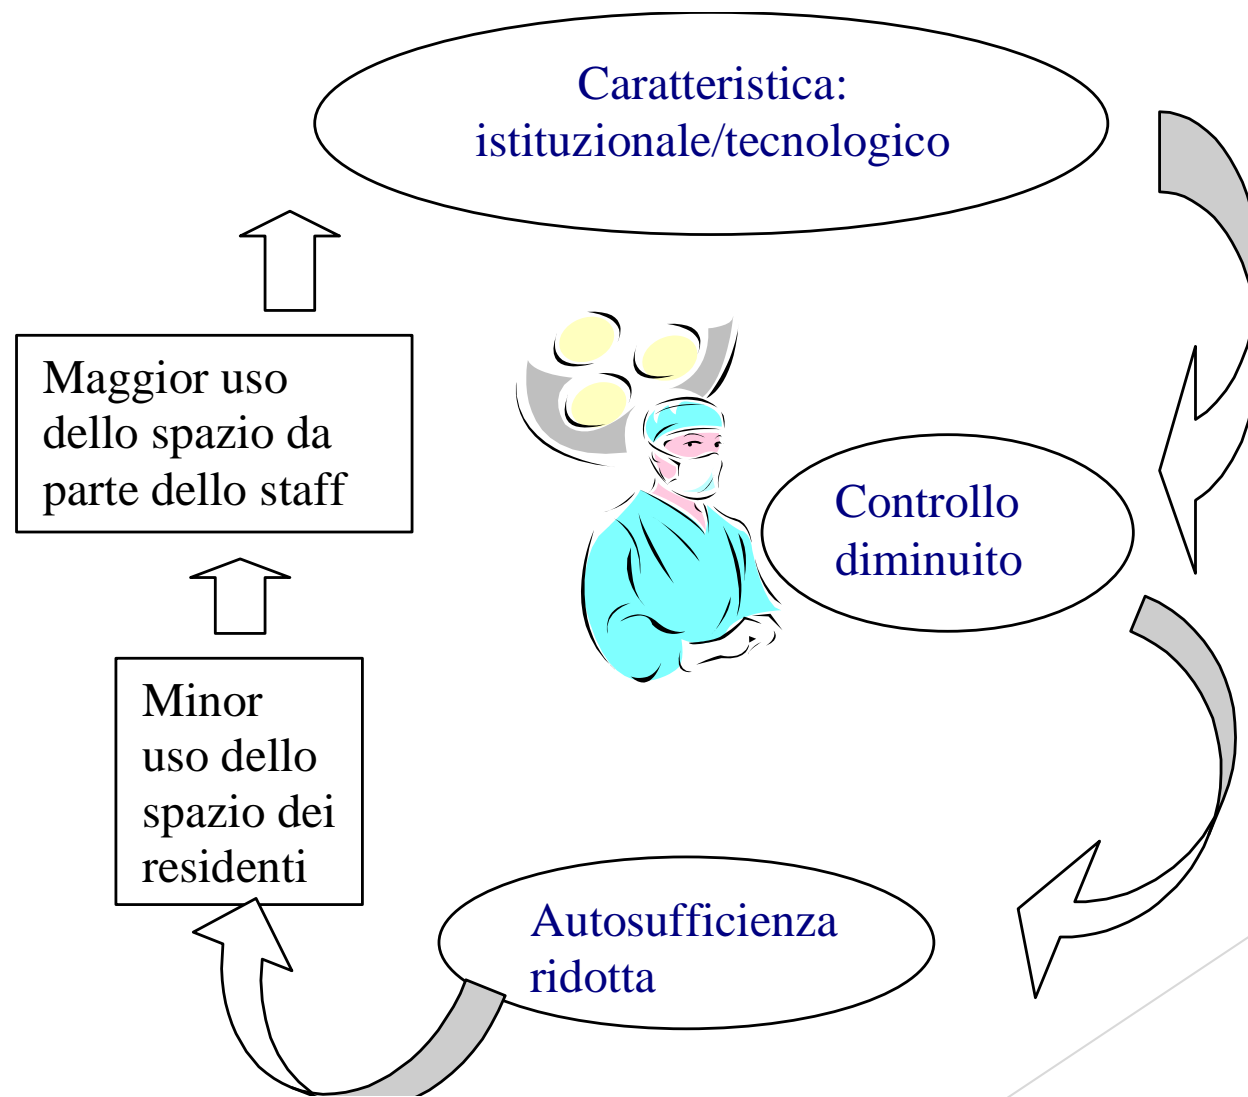 Caratteristica:
istituzionale/tecnologico
Maggior uso
dello spazio da
parte dello staff
Controllo
diminuito
Minor
uso dello
spazio dei
residenti
Autosufficienza
ridotta